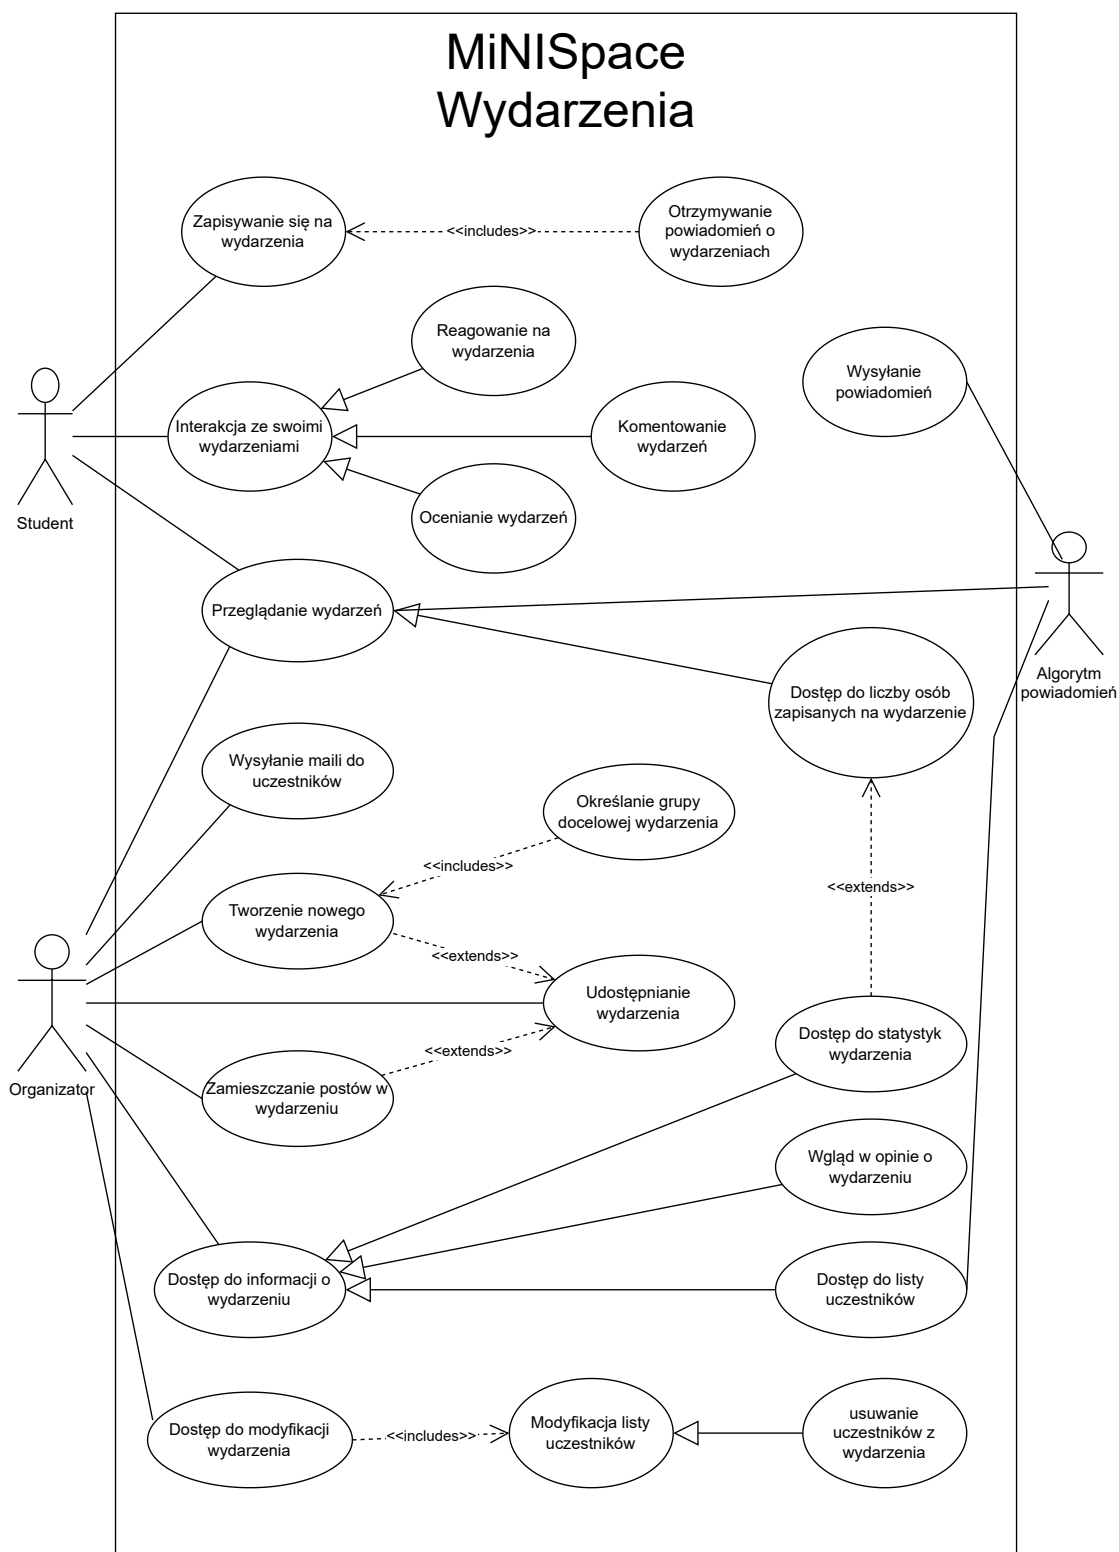 MiNISpace
Wydarzenia
Zapisywanie się na
wydarzenia
<<includes>>
Otrzymywanie
powiadomień o
wydarzeniach
Reagowanie na
wydarzenia
Wysyłanie
powiadomień
Interakcja ze swoimi
wydarzeniami
Komentowanie
wydarzeń
Student
Ocenianie wydarzeń
Przeglądanie wydarzeń
Algorytm
powiadomień
Dostęp do liczby osób
zapisanych na wydarzenie
Wysyłanie maili do
uczestników
Określanie grupy
docelowej wydarzenia
<<includes>>
<<extends>>
Tworzenie nowego
wydarzenia
<<extends>>
Udostępnianie
wydarzenia
Dostęp do statystyk
wydarzenia
<<extends>>
Organizator
Zamieszczanie postów w
wydarzeniu
Wgląd w opinie o
wydarzeniu
Dostęp do informacji o
wydarzeniu
Dostęp do listy
uczestników
Dostęp do modyfikacji
wydarzenia
<<includes>>
Modyfikacja listy
uczestników
usuwanie
uczestników z
wydarzenia